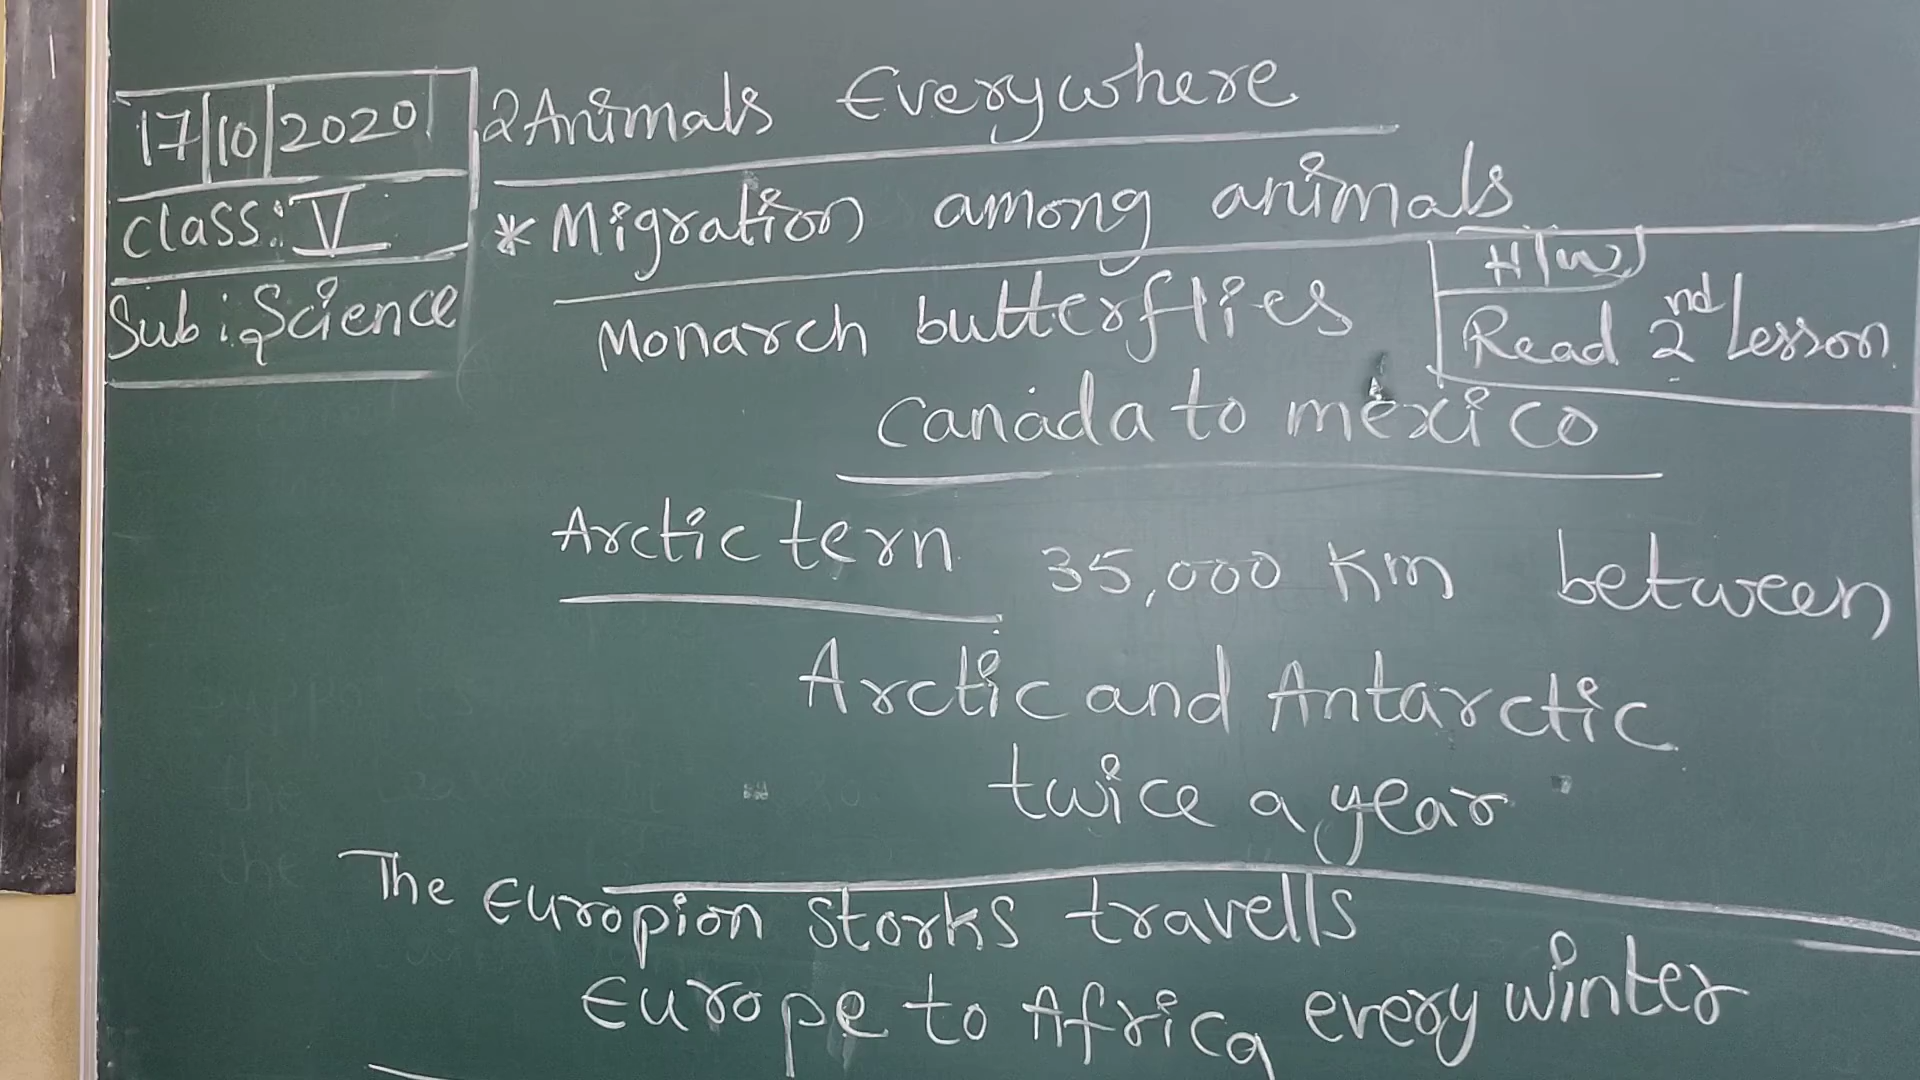 17/10/2020
Class: V
Sub: Science
2 Animals Everywhere
* Migration among animals
Monarch butterflies
Canada to mexico
H/W
Read 2nd Lesson
Arctic tern 35,000 Km between
Arctic and Antarctic
twice a year
The Europion storks travells
Europe to Africa every winter